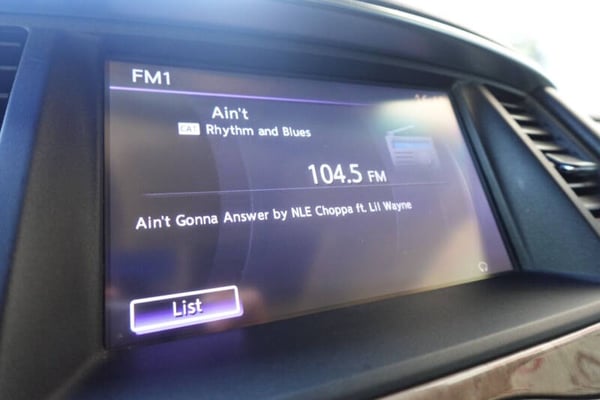 FM1
Ain't
CAT Rhythm and Blues
104.5 FM
Ain't Gonna Answer by NLE Choppa ft. Lil Wayne
List